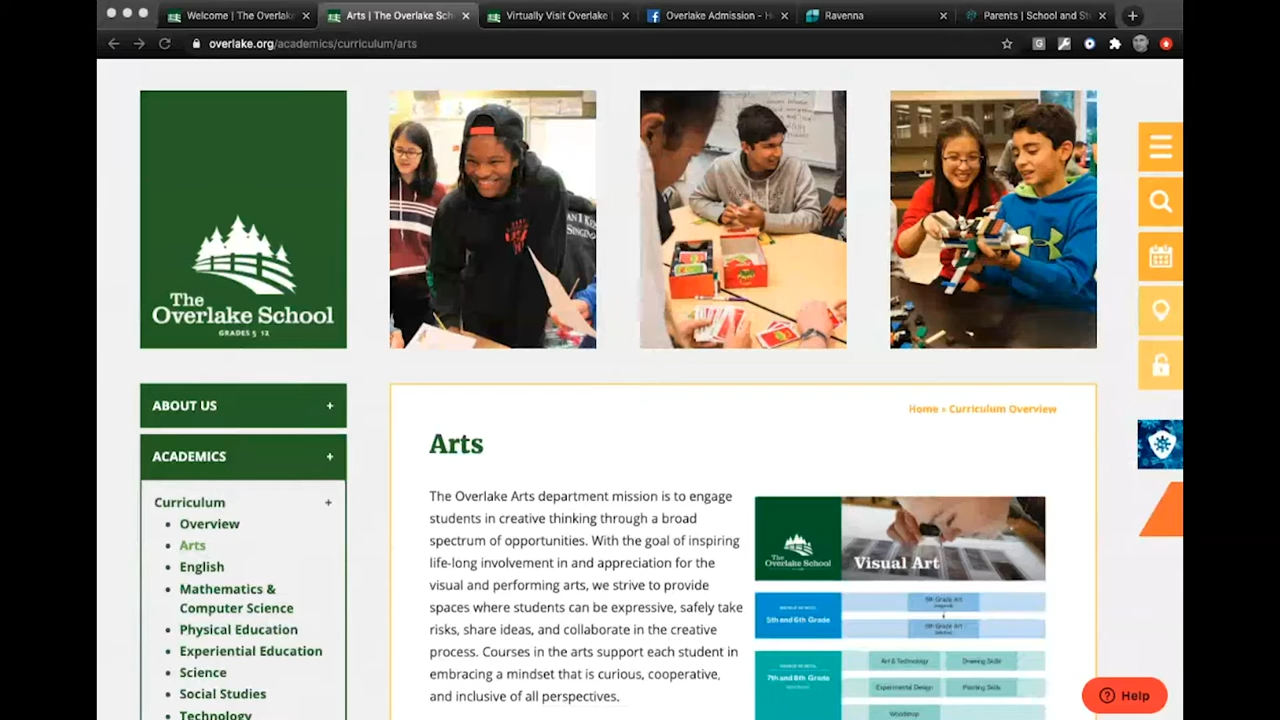 Welcome | The Overlake
Arts | The Overlake Sch
Virtually Visit Overlake |
Overlake Admission - H
Ravenna
Parents | School and St
overlake.org/academics/curriculum/arts
The
Overlake School
GRADES 5 12
ABOUT US +
ACADEMICS +
Curriculum +
Overview
Arts
English
Mathematics &
Computer Science
Physical Education
Experiential Education
Science
Social Studies
Technology
Home » Curriculum Overview
Arts
The Overlake Arts department mission is to engage
students in creative thinking through a broad
spectrum of opportunities. With the goal of inspiring
life-long involvement in and appreciation for the
visual and performing arts, we strive to provide
spaces where students can be expressive, safely take
risks, share ideas, and collaborate in the creative
process. Courses in the arts support each student in
embracing a mindset that is curious, cooperative,
and inclusive of all perspectives.
The
Overlake School
Visual Art
5th and 6th Grade
5th Grade Art
6th Grade Art
7th and 8th Grade
Art & Technology
Drawing Skills
Experimental Design
Painting Skills
Woodshop
Help